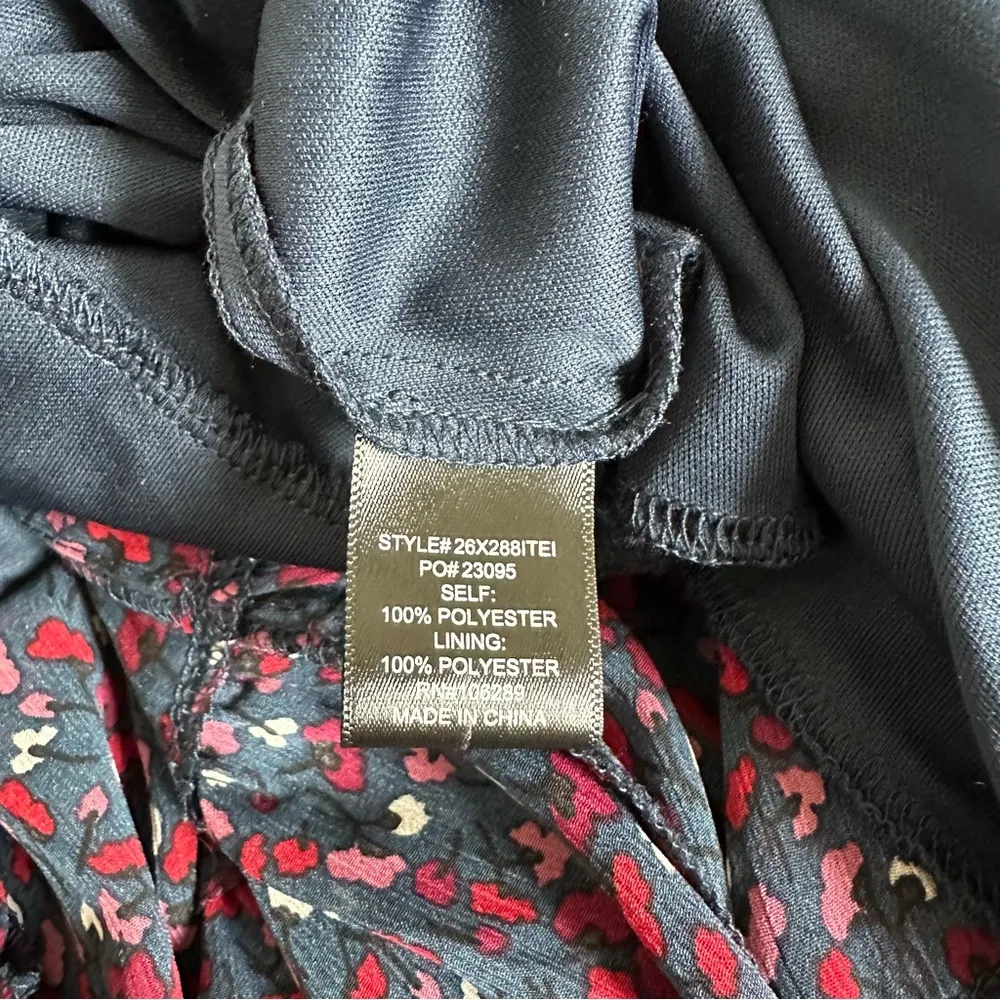 STYLE# 26X288ITEI
PO# 23095
SELF:
100% POLYESTER
LINING:
100% POLYESTER
RN# 106289
MADE IN CHINA